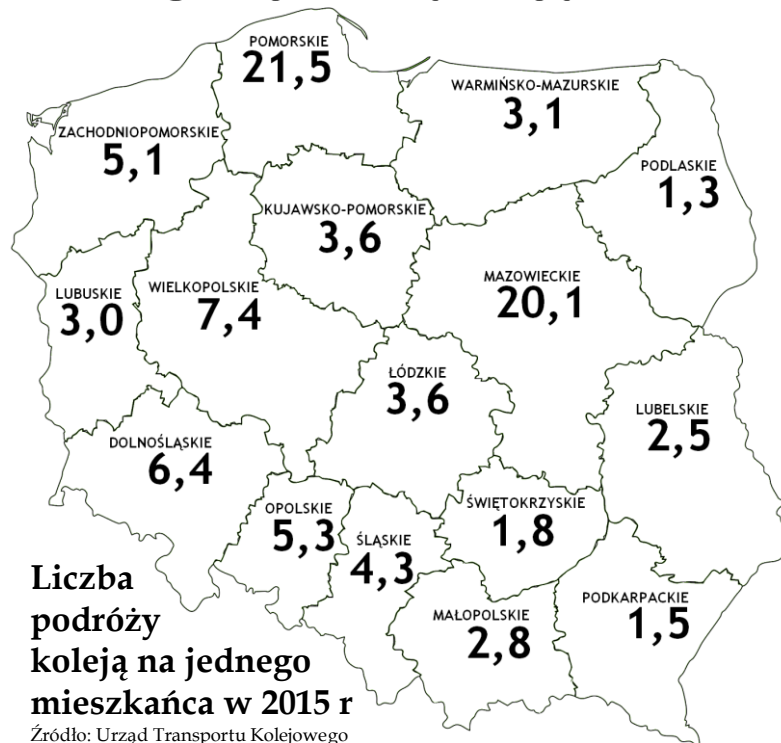 POMORSKIE
21,5
WARMIŃSKO-MAZURSKIE
3,1
ZACHODNIOPOMORSKIE
5,1
PODLASKIE
1,3
KUJAWSKO-POMORSKIE
3,6
MAZOWIECKIE
20,1
LUBUSKIE
3,0
WIELKOPOLSKIE
7,4
ŁÓDZKIE
3,6
LUBELSKIE
2,5
DOLNOŚLĄSKIE
6,4
OPOLSKIE
5,3
ŚLĄSKIE
4,3
ŚWIĘTOKRZYSKIE
1,8
MAŁOPOLSKIE
2,8
PODKARPACKIE
1,5
Liczba
podróży
koleją na jednego
mieszkańca w 2015 r
Źródło: Urząd Transportu Kolejowego